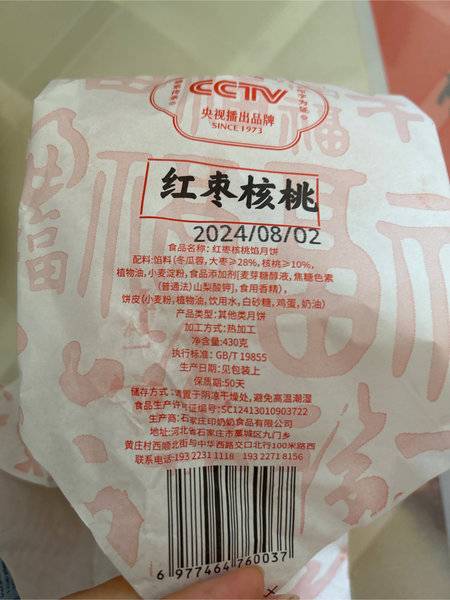 CCTV
央视播出品牌
SINCE 1973
红枣核桃
2024/08/02
食品名称:红枣核桃馅月饼
配料:馅料(冬瓜蓉,大枣≥28%,核桃≥10%,
植物油,小麦淀粉,食品添加剂[麦芽糖醇液,焦糖色素
(普通法)山梨酸钾],食用香精),
饼皮(小麦粉,植物油,饮用水,白砂糖,鸡蛋,奶油)
产品类型:其他类月饼
加工方式:热加工
净含量:430克
执行标准:GB/T 19855
生产日期:见包装上
保质期:50天
储存方式:请置于阴凉干燥处,避免高温潮湿
食品生产许可证编号:SC12413010903722
生产商:石家庄印奶奶食品有限公司
地址:河北省石家庄市藁城区九门乡
黄庄村西顺北街与中华西路交口北行100米路西
联系电话:193 2231 1118 193 2271 8156
6 977464 760037